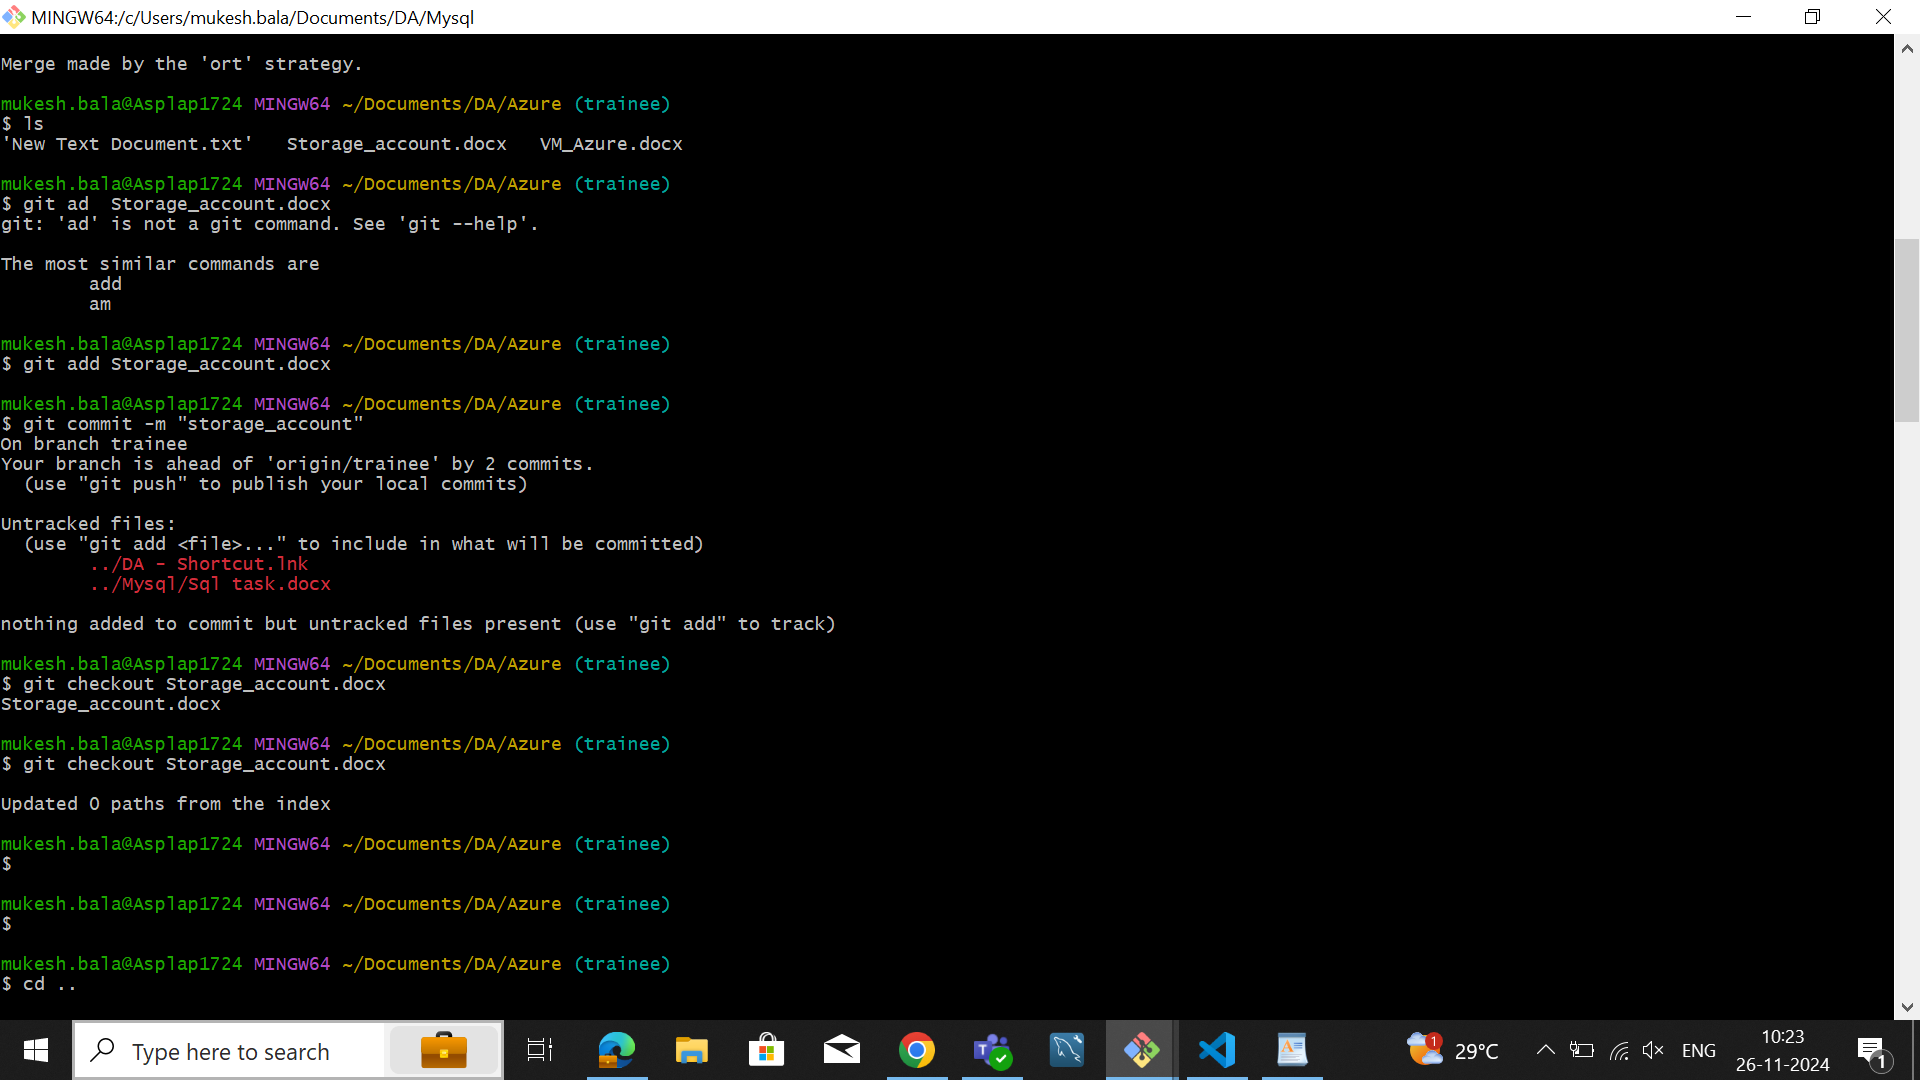 MINGW64:/c/Users/mukesh.bala/Documents/DA/Mysql
Merge made by the 'ort' strategy.
mukesh.bala@Asplap1724 MINGW64 ~/Documents/DA/Azure (trainee)
$ ls
'New Text Document.txt'   Storage_account.docx   VM_Azure.docx
mukesh.bala@Asplap1724 MINGW64 ~/Documents/DA/Azure (trainee)
$ git ad  Storage_account.docx
git: 'ad' is not a git command. See 'git --help'.
The most similar commands are
        add
        am
mukesh.bala@Asplap1724 MINGW64 ~/Documents/DA/Azure (trainee)
$ git add Storage_account.docx
mukesh.bala@Asplap1724 MINGW64 ~/Documents/DA/Azure (trainee)
$ git commit -m "storage_account"
On branch trainee
Your branch is ahead of 'origin/trainee' by 2 commits.
  (use "git push" to publish your local commits)
Untracked files:
  (use "git add <file>..." to include in what will be committed)
        ../DA - Shortcut.lnk
        ../Mysql/Sql task.docx
nothing added to commit but untracked files present (use "git add" to track)
mukesh.bala@Asplap1724 MINGW64 ~/Documents/DA/Azure (trainee)
$ git checkout Storage_account.docx
Storage_account.docx
mukesh.bala@Asplap1724 MINGW64 ~/Documents/DA/Azure (trainee)
$ git checkout Storage_account.docx
Updated 0 paths from the index
mukesh.bala@Asplap1724 MINGW64 ~/Documents/DA/Azure (trainee)
$
mukesh.bala@Asplap1724 MINGW64 ~/Documents/DA/Azure (trainee)
$
mukesh.bala@Asplap1724 MINGW64 ~/Documents/DA/Azure (trainee)
$ cd ..
Type here to search
1
29°C
ENG
10:23
26-11-2024
1